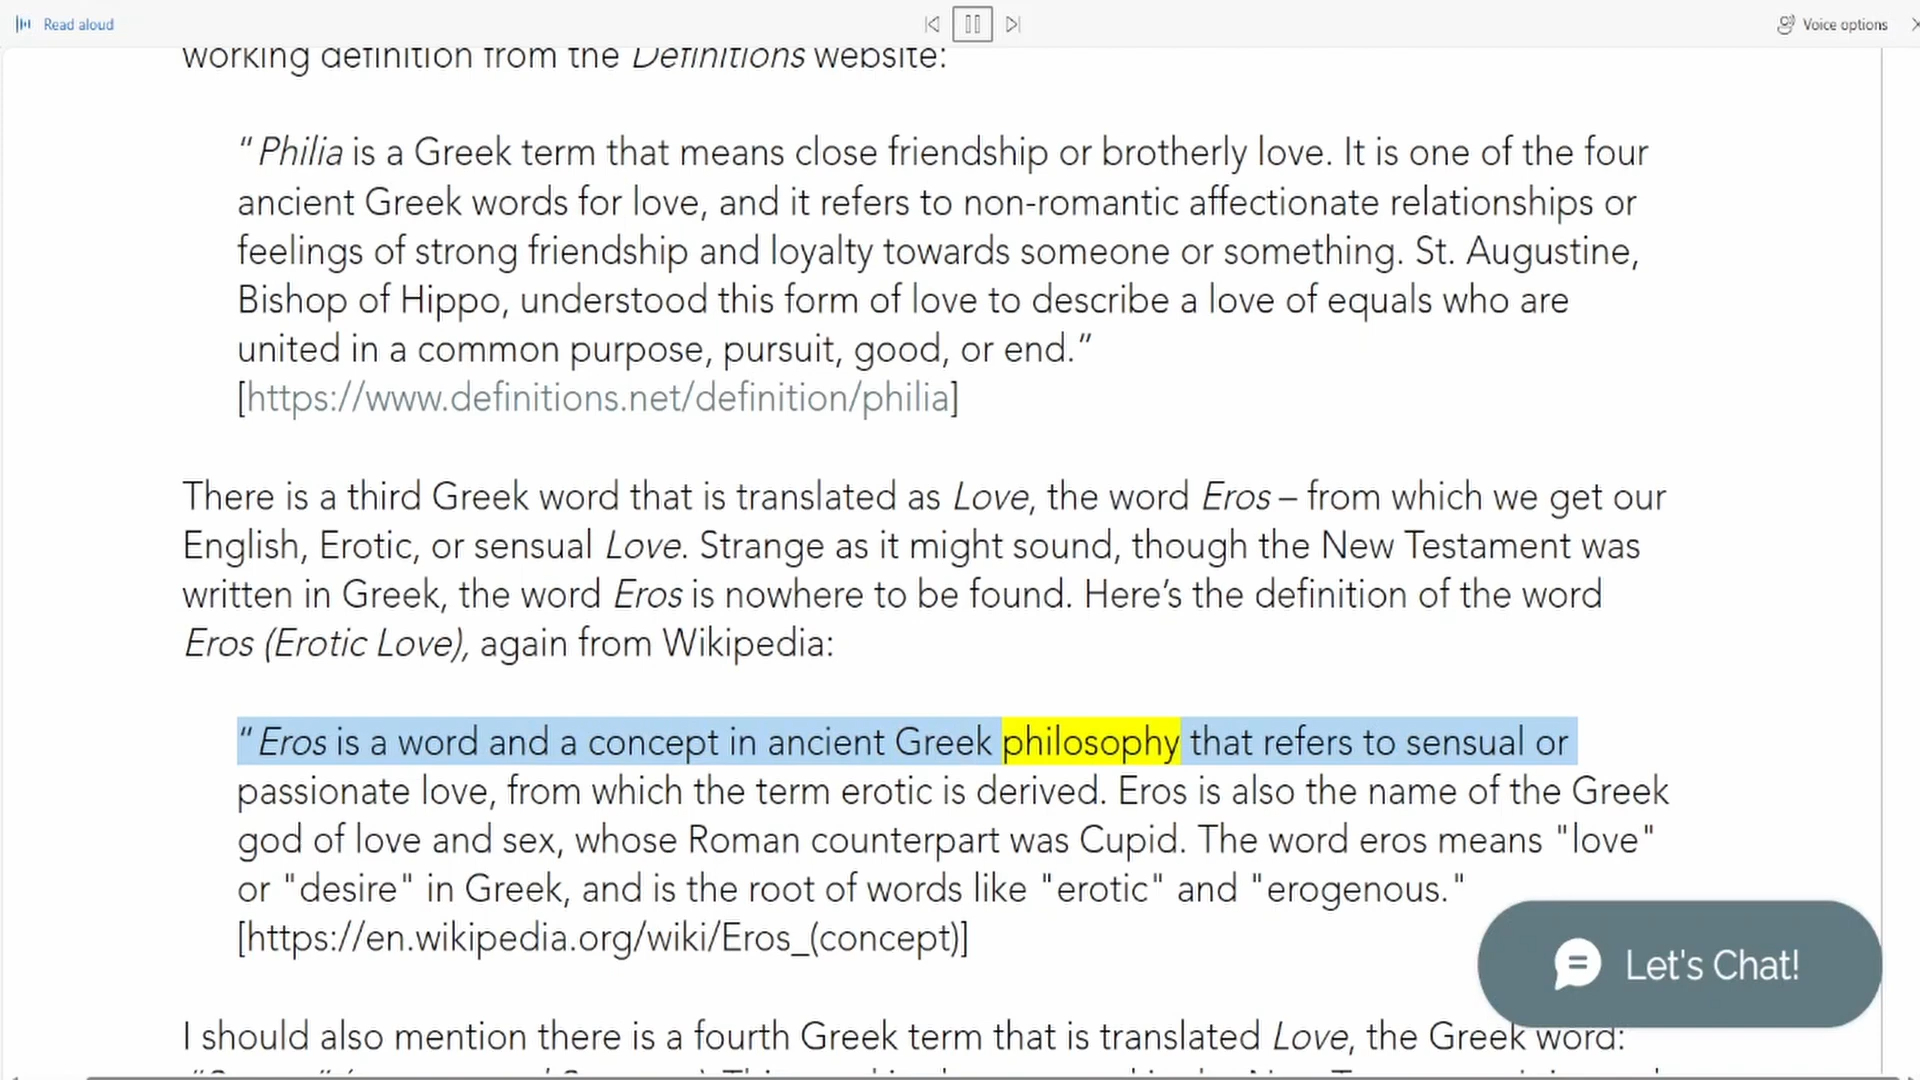 Read aloud
Voice options
working definition from the Definitions website:
“Philia is a Greek term that means close friendship or brotherly love. It is one of the four
ancient Greek words for love, and it refers to non-romantic affectionate relationships or
feelings of strong friendship and loyalty towards someone or something. St. Augustine,
Bishop of Hippo, understood this form of love to describe a love of equals who are
united in a common purpose, pursuit, good, or end.”
[https://www.definitions.net/definition/philia]
There is a third Greek word that is translated as Love, the word Eros – from which we get our
English, Erotic, or sensual Love. Strange as it might sound, though the New Testament was
written in Greek, the word Eros is nowhere to be found. Here’s the definition of the word
Eros (Erotic Love), again from Wikipedia:
“Eros is a word and a concept in ancient Greek philosophy that refers to sensual or
passionate love, from which the term erotic is derived. Eros is also the name of the Greek
god of love and sex, whose Roman counterpart was Cupid. The word eros means "love"
or "desire" in Greek, and is the root of words like "erotic" and "erogenous."
[https://en.wikipedia.org/wiki/Eros_(concept)]
Let's Chat!
I should also mention there is a fourth Greek term that is translated Love, the Greek word: